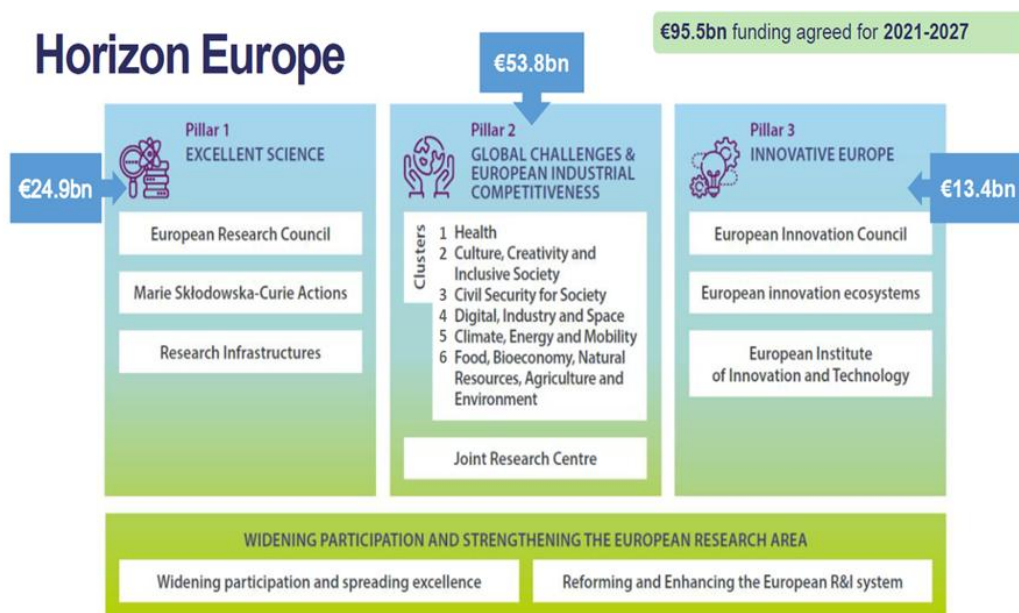 Horizon Europe
€95.5bn funding agreed for 2021-2027
€53.8bn
€24.9bn
€13.4bn
Pillar 1
EXCELLENT SCIENCE
European Research Council
Marie Skłodowska-Curie Actions
Research Infrastructures
Pillar 2
GLOBAL CHALLENGES &
EUROPEAN INDUSTRIAL
COMPETITIVENESS
Clusters
1 Health
2 Culture, Creativity and
Inclusive Society
3 Civil Security for Society
4 Digital, Industry and Space
5 Climate, Energy and Mobility
6 Food, Bioeconomy, Natural
Resources, Agriculture and
Environment
Joint Research Centre
Pillar 3
INNOVATIVE EUROPE
European Innovation Council
European innovation ecosystems
European Institute
of Innovation and Technology
WIDENING PARTICIPATION AND STRENGTHENING THE EUROPEAN RESEARCH AREA
Widening participation and spreading excellence
Reforming and Enhancing the European R&I system